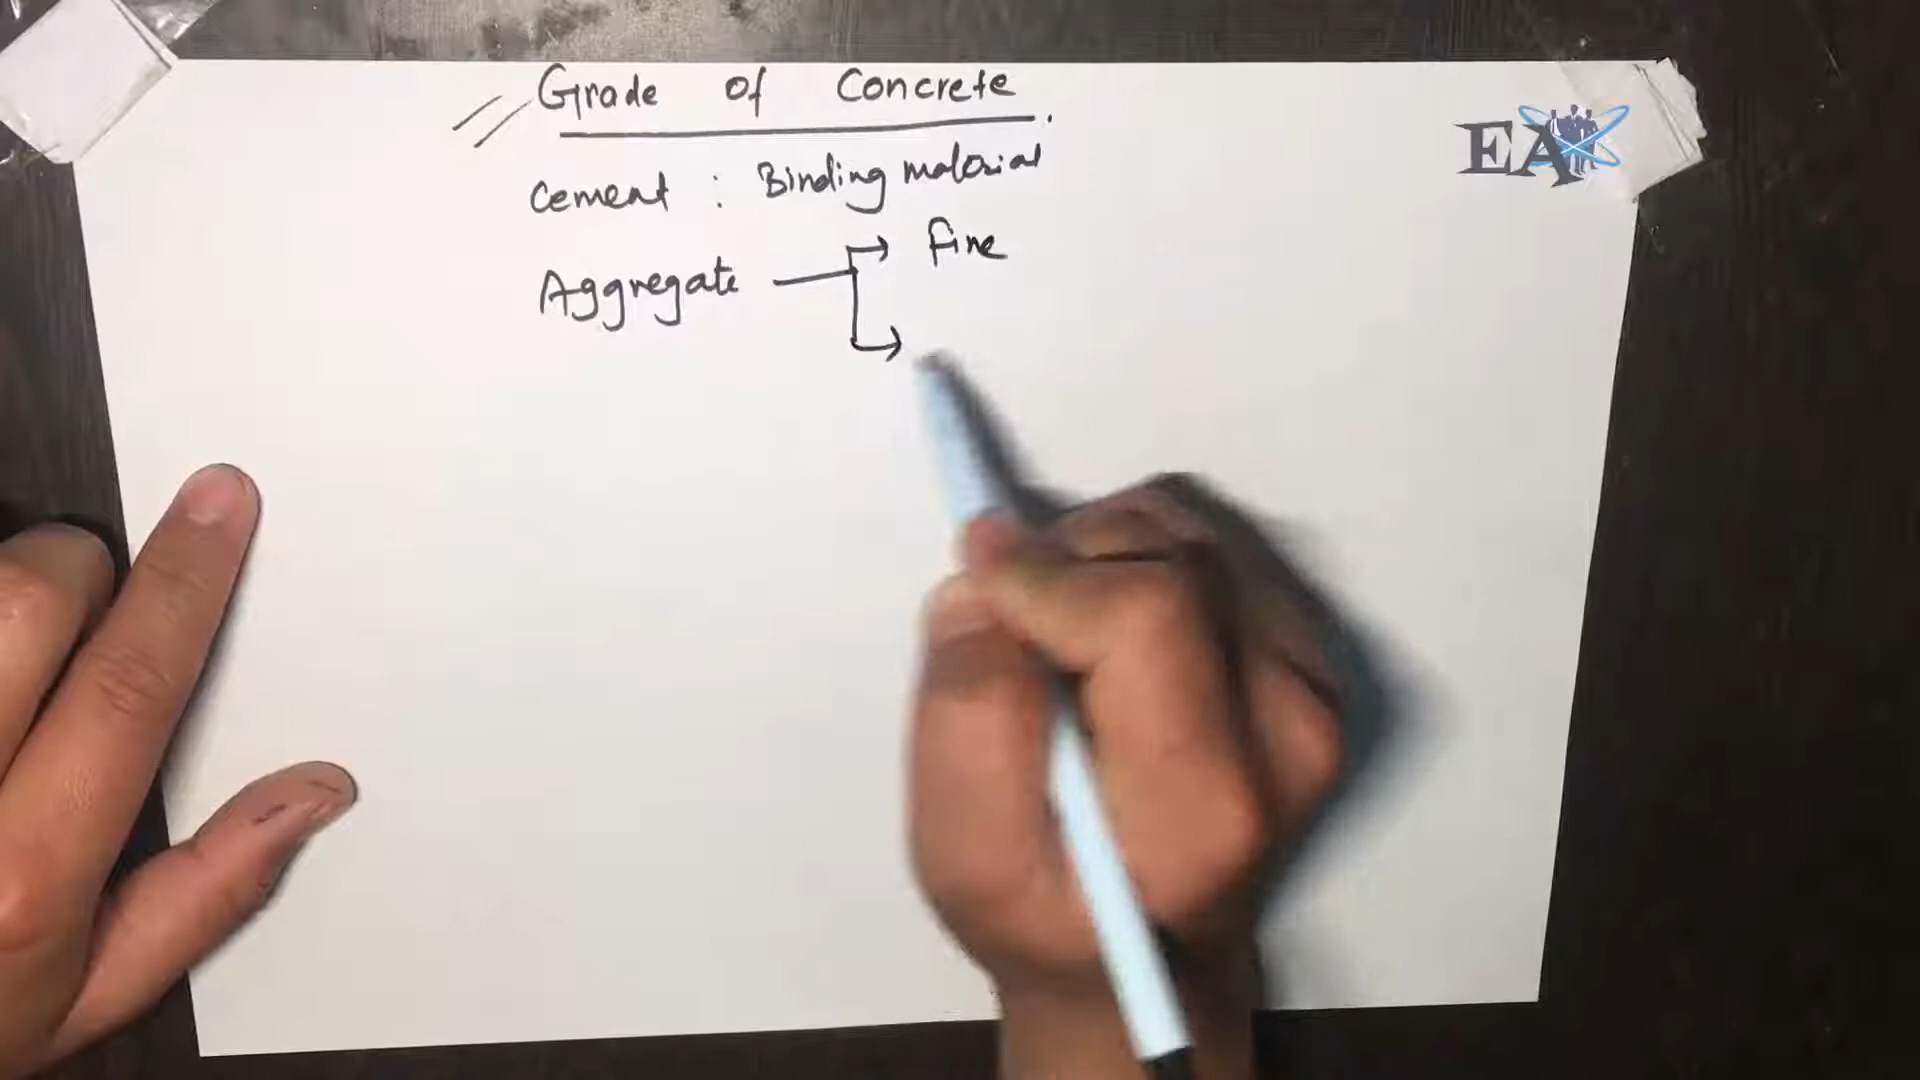 Grade of Concrete.
EA
Cement : Binding material
Aggregate → fine
→